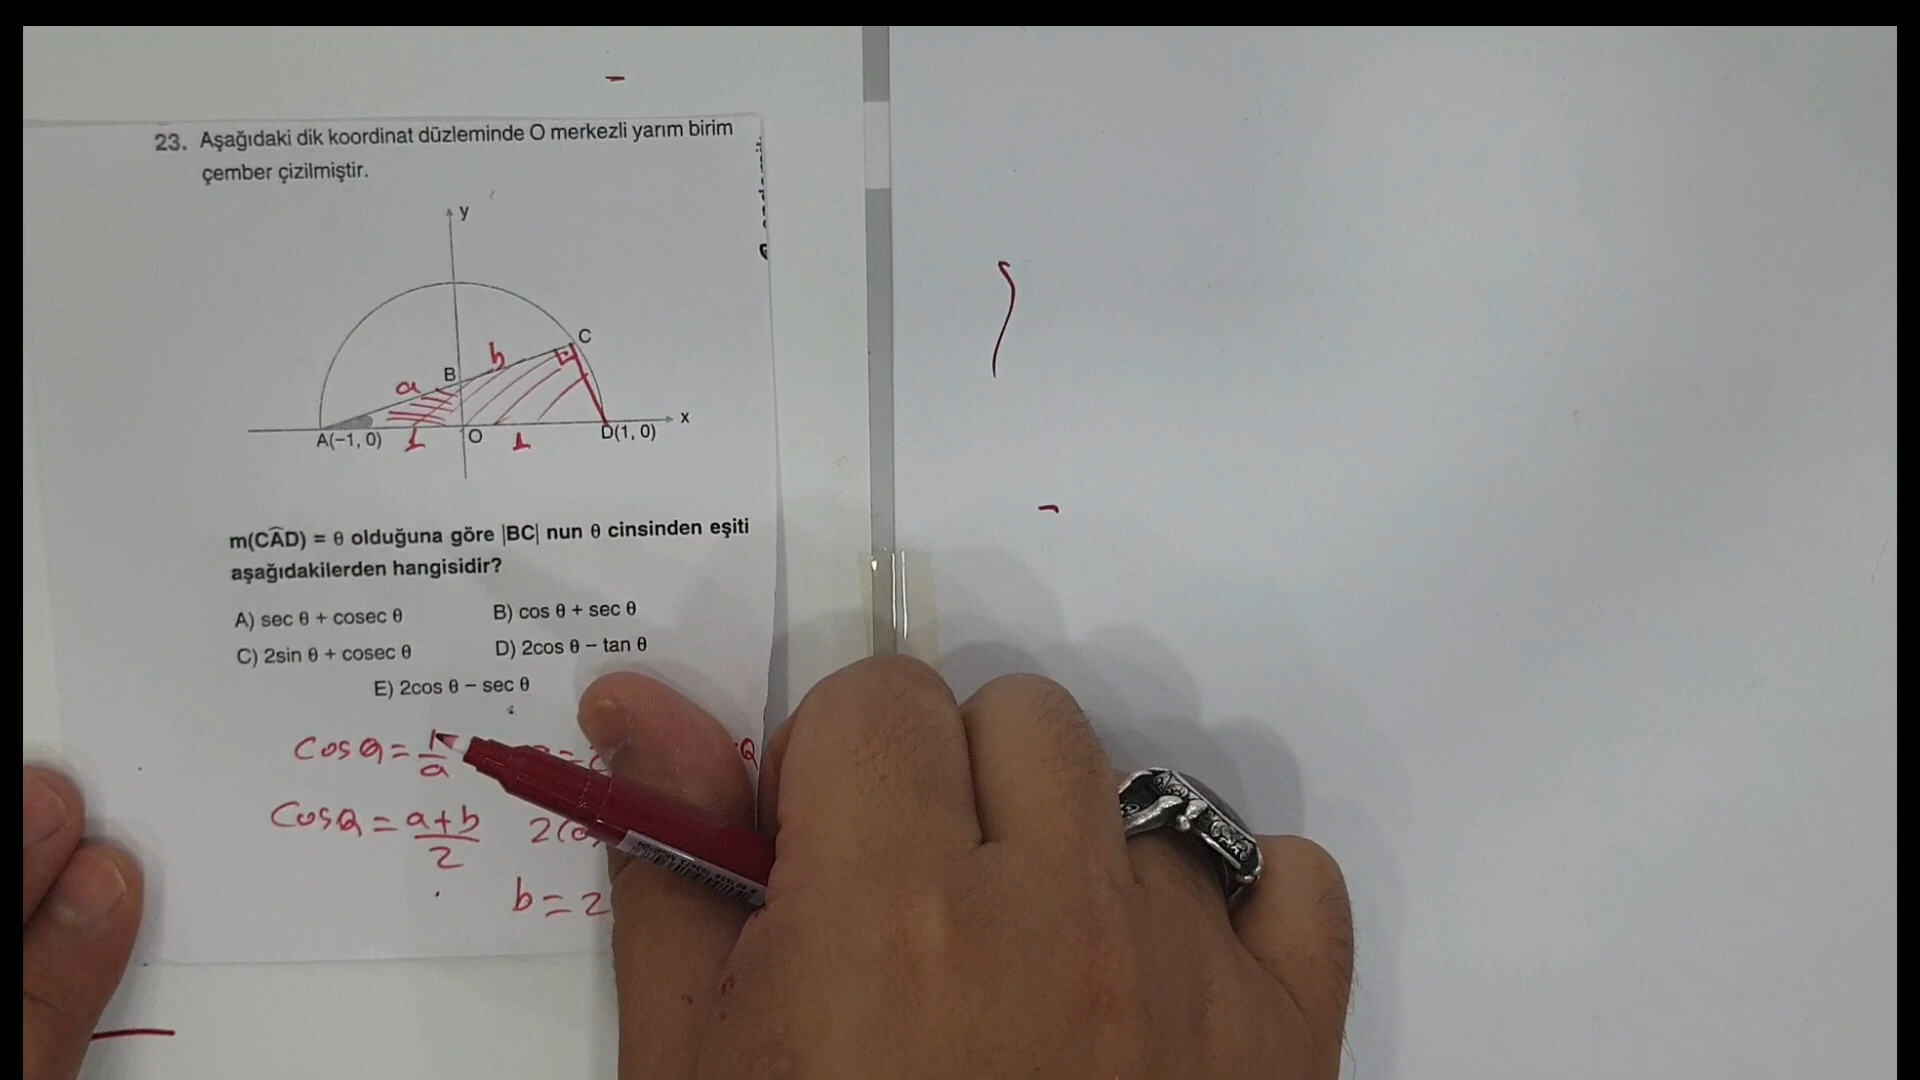 23. Aşağıdaki dik koordinat düzleminde O merkezli yarım birim
çember çizilmiştir.
y
C
b
B
a
x
A(−1, 0) 1 O 1 D(1, 0)
m(CAD) = θ olduğuna göre |BC| nun θ cinsinden eşiti
aşağıdakilerden hangisidir?
A) sec θ + cosec θ
B) cos θ + sec θ
C) 2sin θ + cosec θ
D) 2cos θ − tan θ
E) 2cos θ − sec θ
Cosθ = 1/a
Cosθ = a+b/2
b = 2